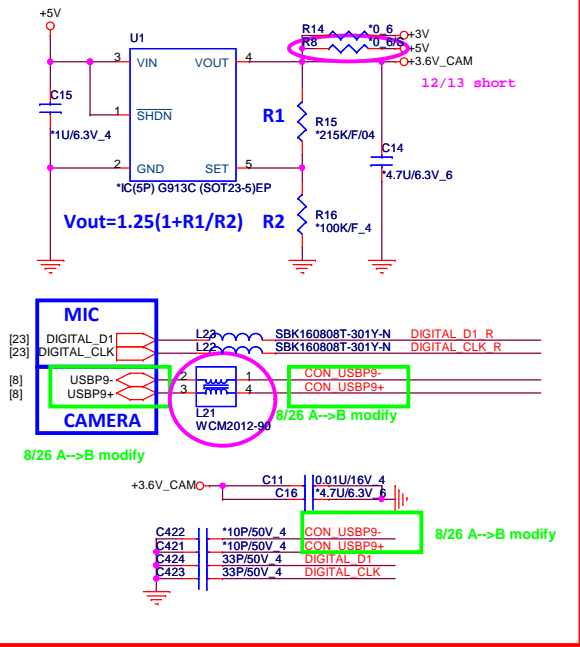 +5V
R14 *0_6 +3V
R8 *0_6/S +5V
+3.6V_CAM
12/13 short
U1
3 VIN VOUT 4
C15
*1U/6.3V_4
1 SHDN
R1
R15
*215K/F/04
C14
*4.7U/6.3V_6
2 GND SET 5
*IC(5P) G913C (SOT23-5)EP
Vout=1.25(1+R1/R2) R2
R16
*100K/F_4
MIC
[23] DIGITAL_D1 L23 SBK160808T-301Y-N DIGITAL_D1_R
[23] DIGITAL_CLK L22 SBK160808T-301Y-N DIGITAL_CLK_R
[8] USBP9- 2 1 CON_USBP9-
[8] USBP9+ 3 4 CON_USBP9+
CAMERA
L21
WCM2012-90
8/26 A-->B modify
8/26 A-->B modify
+3.6V_CAM C11 0.01U/16V_4
C16 *4.7U/6.3V_6
C422 *10P/50V_4 CON_USBP9-
C421 *10P/50V_4 CON_USBP9+
8/26 A-->B modify
C424 33P/50V_4 DIGITAL_D1
C423 33P/50V_4 DIGITAL_CLK